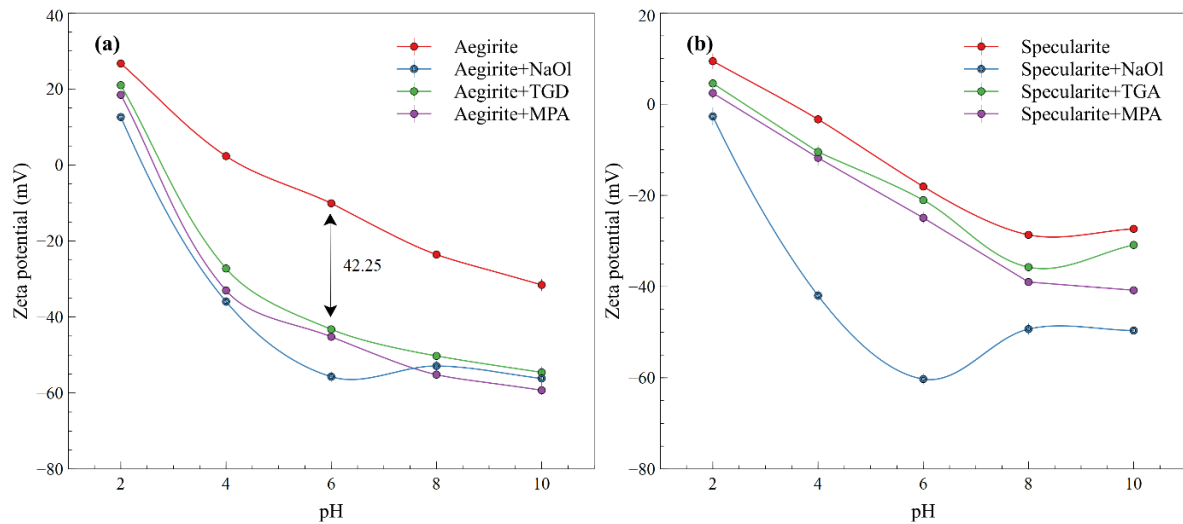 (a)
Aegirite
Aegirite+NaOl
Aegirite+TGD
Aegirite+MPA
42.25
40
20
0
−20
−40
−60
−80
Zeta potential (mV)
2 4 6 8 10
pH
(b)
Specularite
Specularite+NaOl
Specularite+TGA
Specularite+MPA
20
0
−20
−40
−60
−80
Zeta potential (mV)
2 4 6 8 10
pH